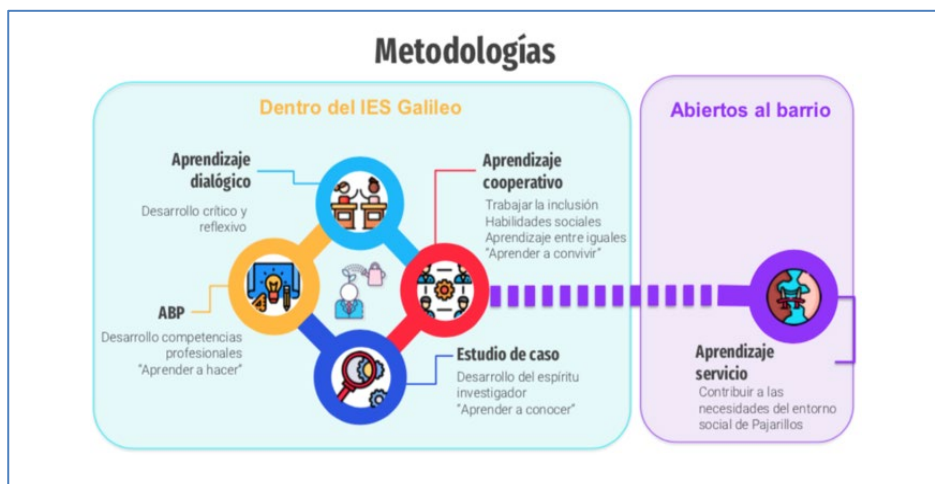 Metodologías
Dentro del IES Galileo
Abiertos al barrio
Aprendizaje
dialógico
Desarrollo crítico y
reflexivo
Aprendizaje
cooperativo
Trabajar la inclusión
Habilidades sociales
Aprendizaje entre iguales
“Aprender a convivir”
ABP
Desarrollo competencias
profesionales
“Aprender a hacer”
Estudio de caso
Desarrollo del espíritu
investigador
“Aprender a conocer”
Aprendizaje
servicio
Contribuir a las
necesidades del entorno
social de Pajarillos